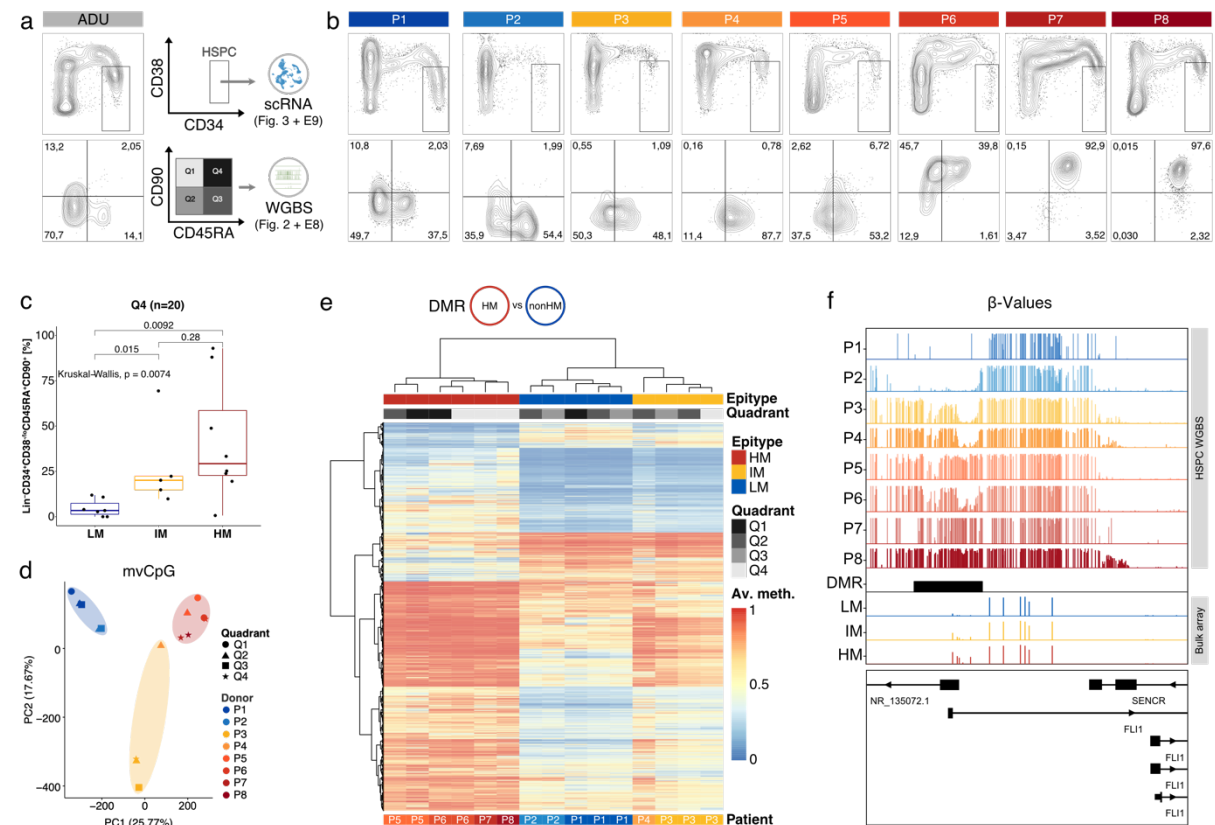 a
ADU
CD38
HSPC
CD34
scRNA
(Fig. 3 + E9)
13,2
2,05
70,7
14,1
CD90
Q1
Q4
Q2
Q3
CD45RA
WGBS
(Fig. 2 + E8)
b
P1
P2
P3
P4
P5
P6
P7
P8
10,8
2,03
7,69
1,99
0,55
1,09
0,16
0,78
2,62
6,72
45,7
39,8
0,15
92,9
0,015
97,6
49,7
37,5
35,9
54,4
50,3
48,1
11,4
87,7
37,5
53,2
12,9
1,61
3,47
3,52
0,030
2,32
c
Q4 (n=20)
0.0092
0.28
0.015
Kruskal–Wallis, p = 0.0074
100
75
50
25
0
LM
IM
HM
d
mvCpG
PC2 (17.67%)
0
−200
−400
−200
0
200
PC1 (25.77%)
Quadrant
Q1
Q2
Q3
Q4
Donor
P1
P2
P3
P4
P5
P6
P7
P8
e
DMR
HM
vs
nonHM
Epitype
Quadrant
Epitype
HM
IM
LM
Quadrant
Q1
Q2
Q3
Q4
Av. meth.
1
0.5
0
P5
P5
P6
P6
P7
P8
P2
P2
P1
P1
P1
P4
P3
P3
P3
Patient
f
β-Values
P1
P2
P3
P4
P5
P6
P7
P8
HSPC WGBS
DMR
LM
IM
HM
Bulk array
NR_135072.1
SENCR
FLI1
FLI1
FLI1
FLI1